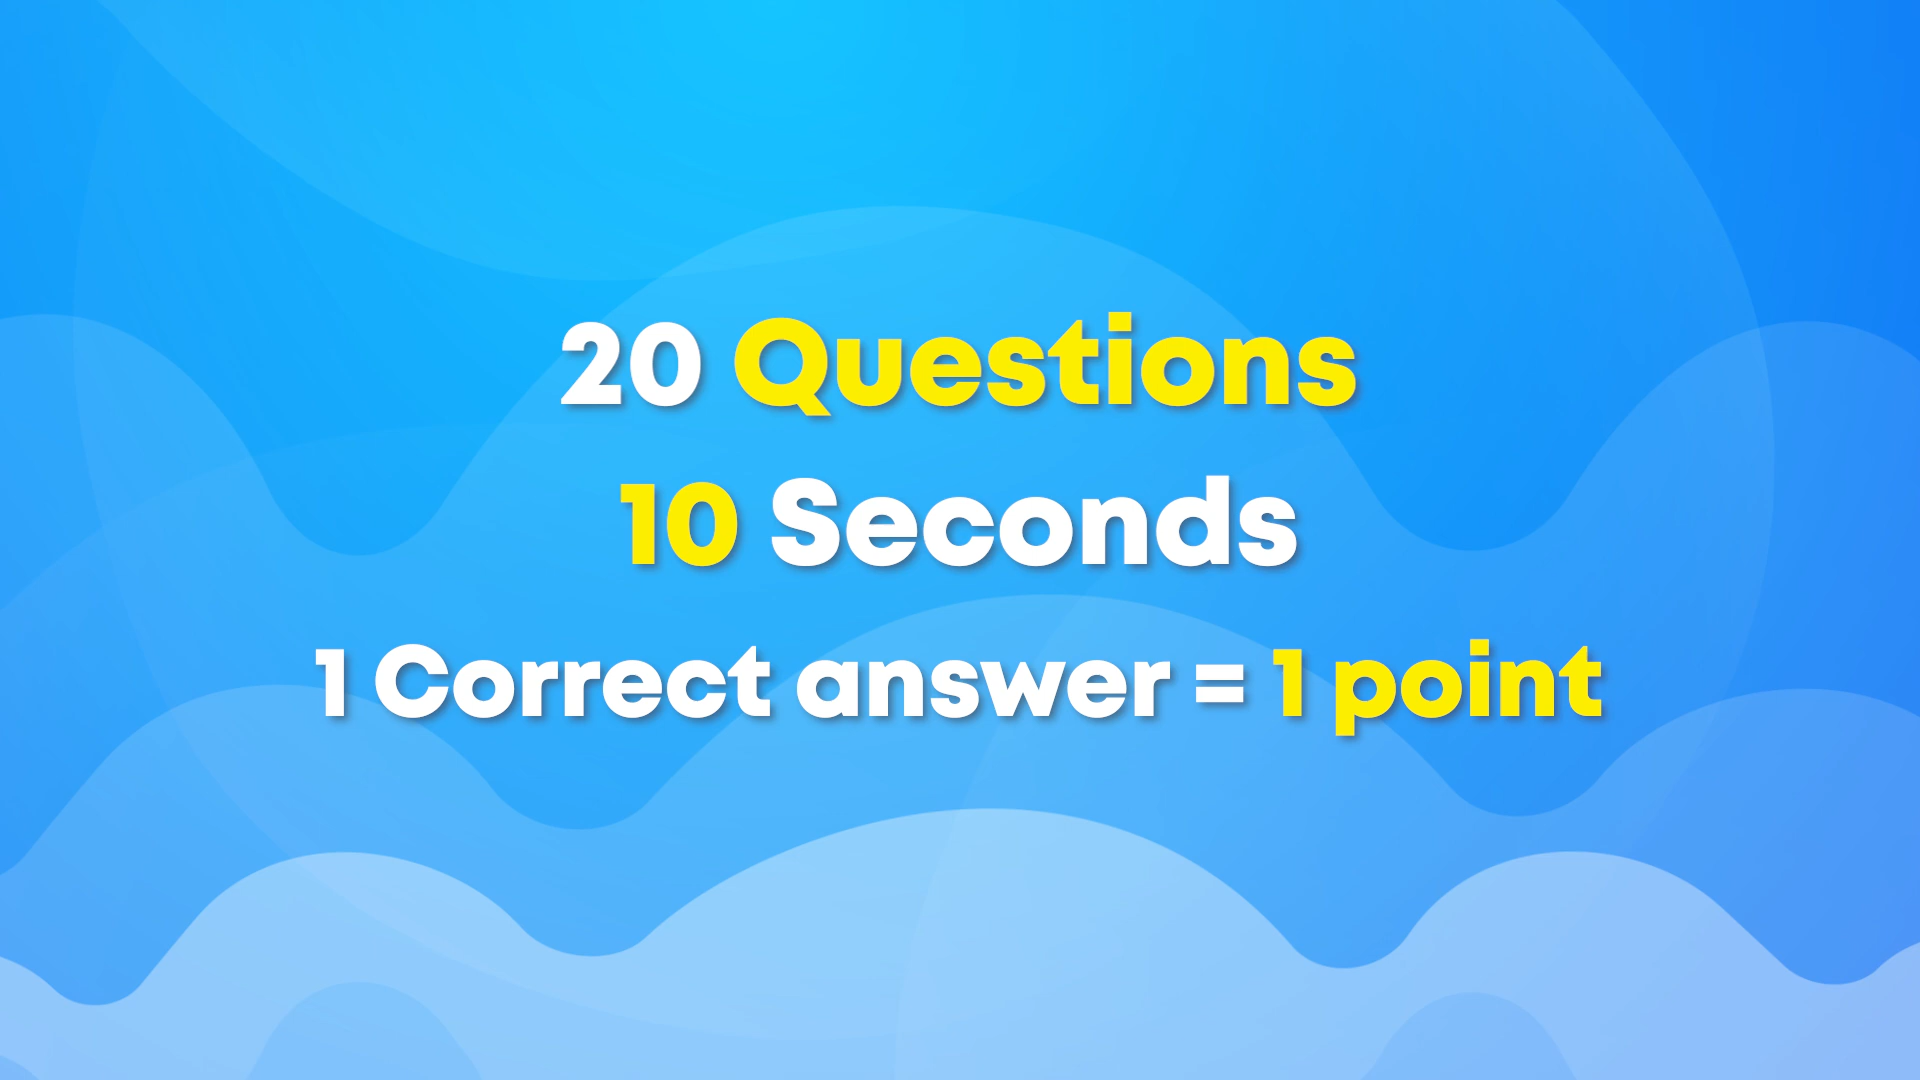 20 Questions
10 Seconds
1 Correct answer = 1 point